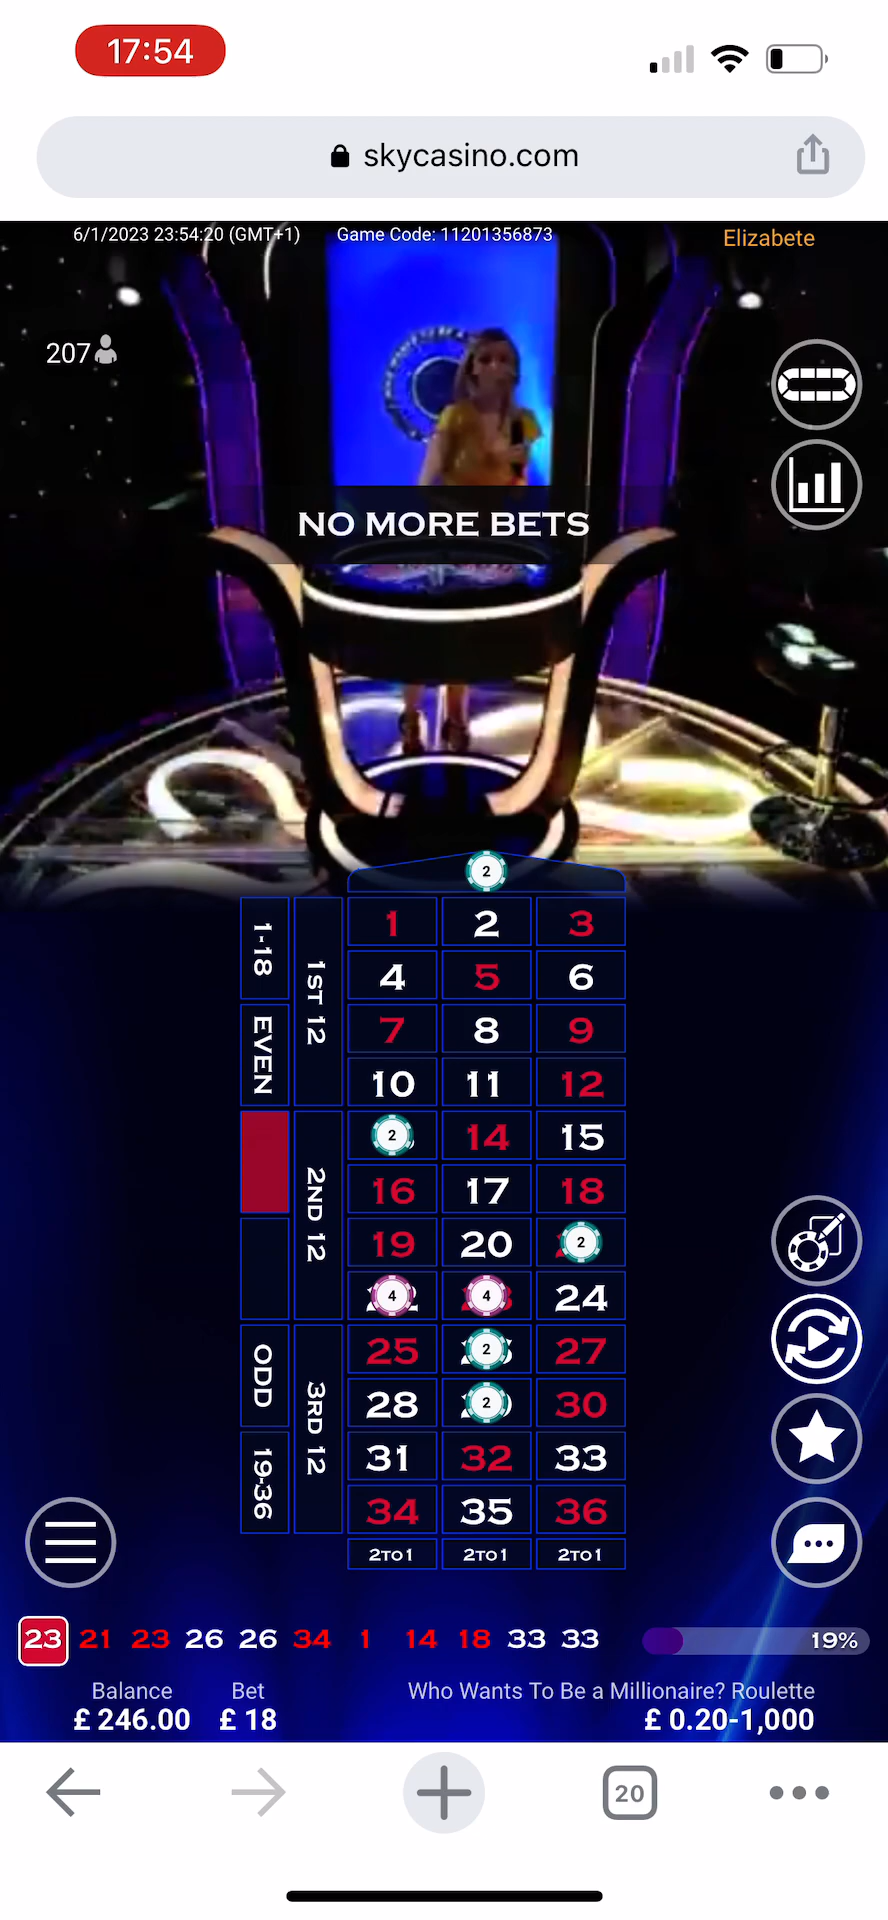 17:54
skycasino.com
6/1/2023 23:54:20 (GMT+1) Game Code: 11201356873 Elizabete
207
NO MORE BETS
2
1-18 1ST 12 1 2 3
4 5 6
EVEN 7 8 9
10 11 12
2ND 12 2 14 15
16 17 18
19 20 2
4 4 24
ODD 3RD 12 25 2 27
28 2 30
19-36 31 32 33
34 35 36
2TO1 2TO1 2TO1
23 21 23 26 26 34 1 14 18 33 33 19%
Balance Bet Who Wants To Be a Millionaire? Roulette
£ 246.00 £ 18 £ 0.20-1,000
20